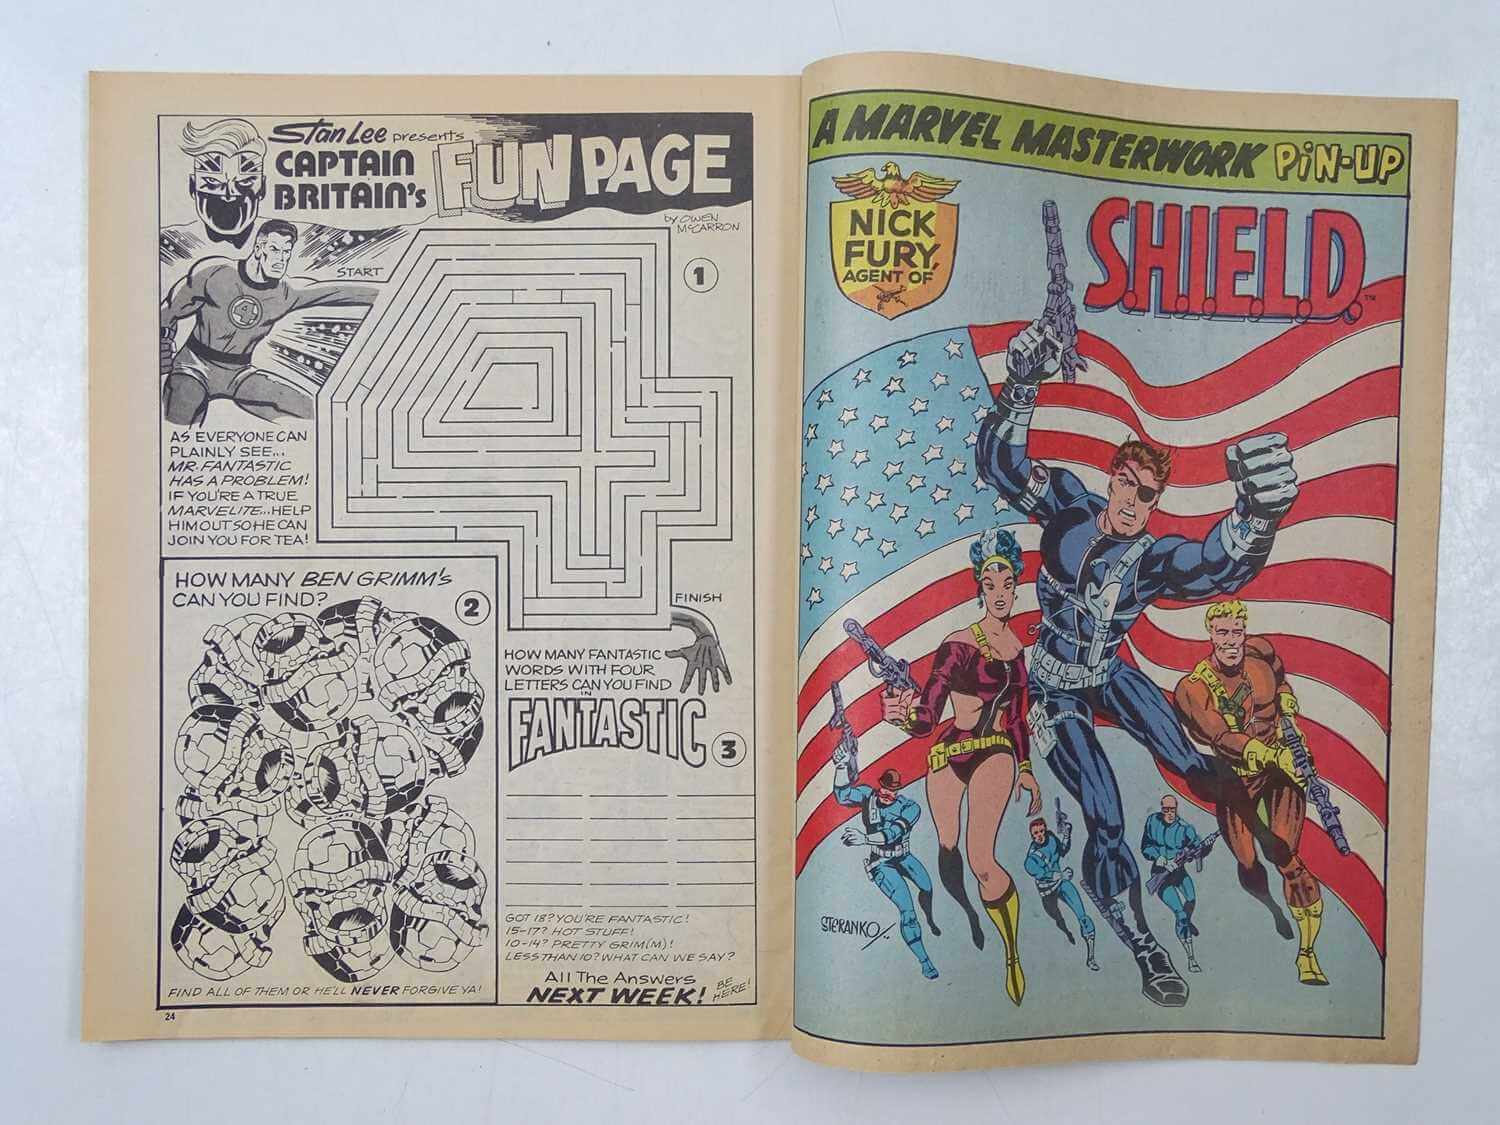 Stan Lee presents
CAPTAIN
BRITAIN's
FUN PAGE
by OWEN
McCARRON
START
1
4
AS EVERYONE CAN
PLAINLY SEE...
MR. FANTASTIC
HAS A PROBLEM!
IF YOU'RE A TRUE
MARVELITE...HELP
HIM OUT SO HE CAN
JOIN YOU FOR TEA!
FINISH
HOW MANY BEN GRIMM's
CAN YOU FIND?
2
FIND ALL OF THEM OR HE'LL NEVER FORGIVE YA!
HOW MANY FANTASTIC
WORDS WITH FOUR
LETTERS CAN YOU FIND
IN
FANTASTIC
3
GOT 18? YOU'RE FANTASTIC!
15-17? HOT STUFF!
10-14? PRETTY GRIM(M)!
LESS THAN 10? WHAT CAN WE SAY?
All The Answers
NEXT WEEK!
BE
HERE!
24
A MARVEL MASTERWORK PiN-UP
NICK
FURY,
AGENT OF
S.H.I.E.L.D.
TM
STERANKO